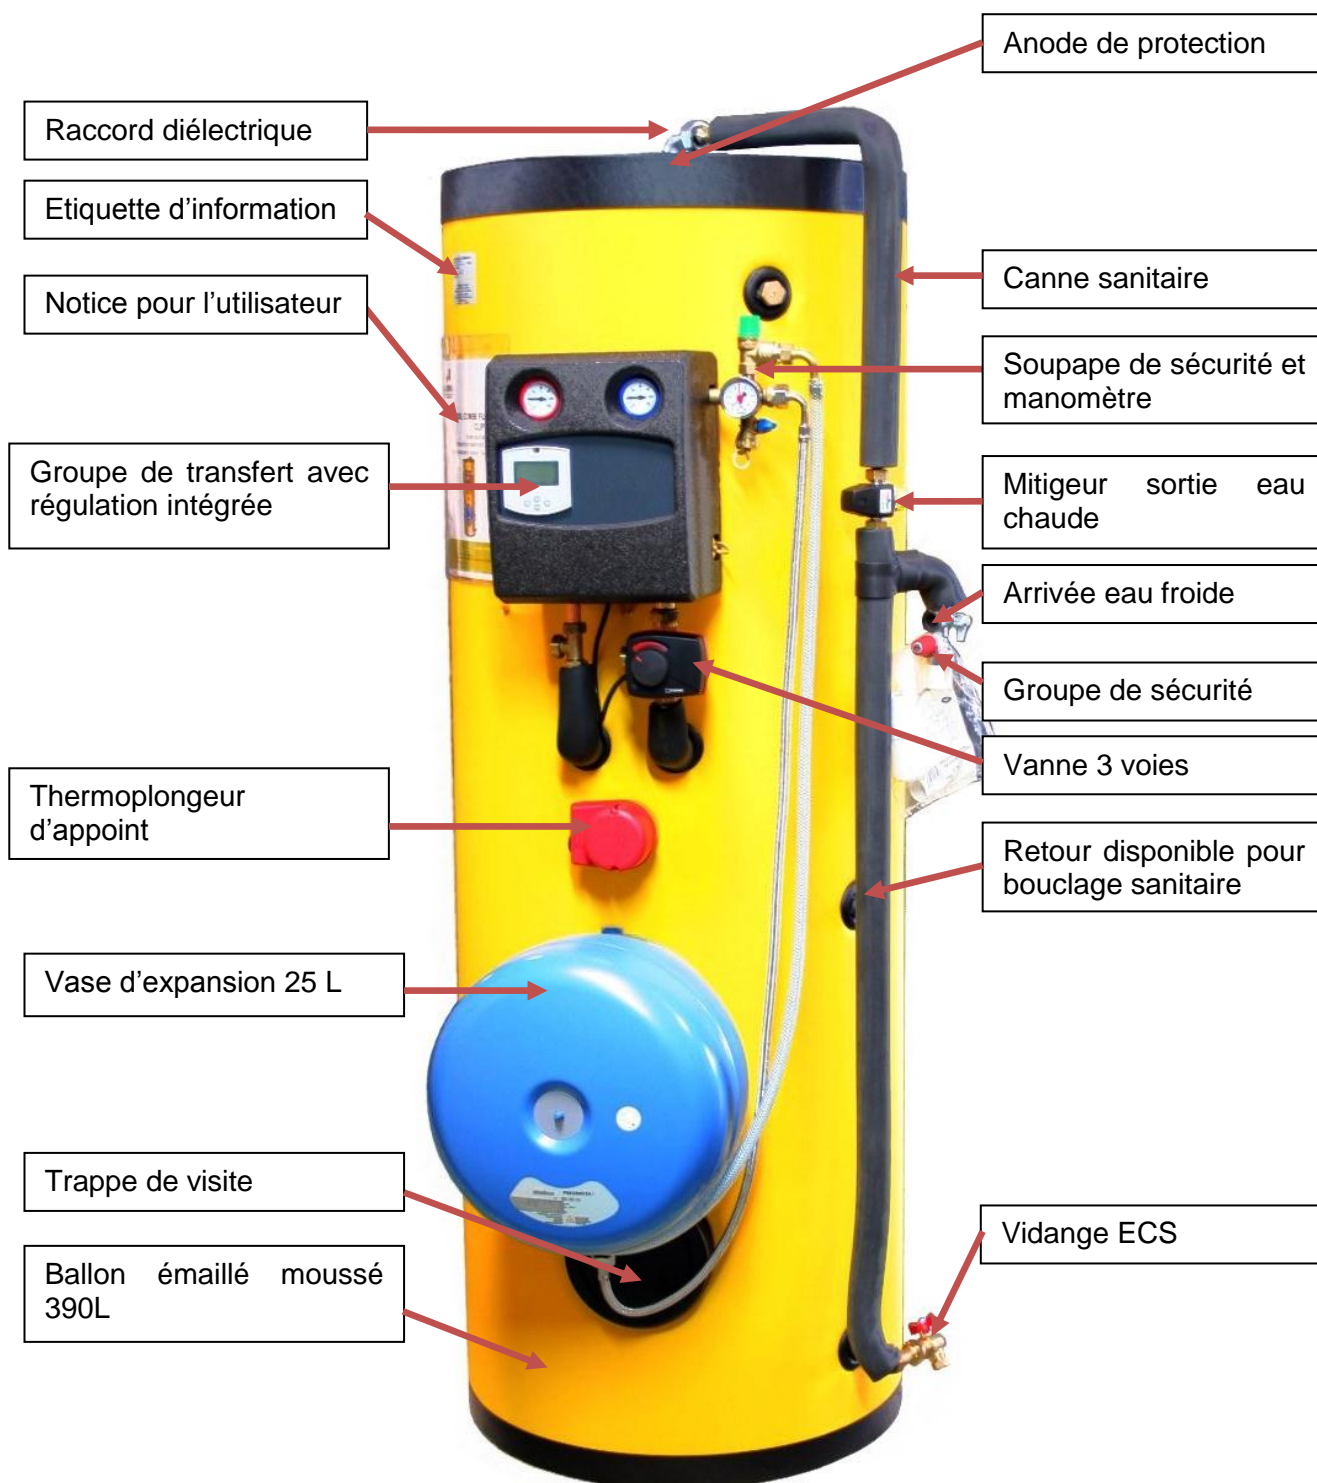 Anode de protection
Raccord diélectrique
Etiquette d'information
Notice pour l'utilisateur
Canne sanitaire
Soupape de sécurité et
manomètre
Groupe de transfert avec
régulation intégrée
Mitigeur sortie eau
chaude
Arrivée eau froide
Groupe de sécurité
Vanne 3 voies
Thermoplongeur
d'appoint
Retour disponible pour
bouclage sanitaire
Vase d'expansion 25 L
Trappe de visite
Vidange ECS
Ballon émaillé moussé
390L